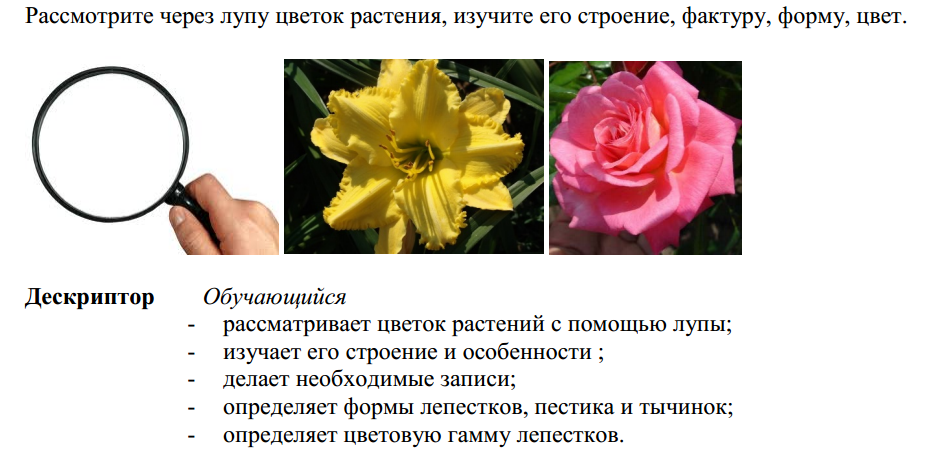 Рассмотрите через лупу цветок растения, изучите его строение, фактуру, форму, цвет.
Дескриптор Обучающийся
- рассматривает цветок растений с помощью лупы;
- изучает его строение и особенности ;
- делает необходимые записи;
- определяет формы лепестков, пестика и тычинок;
- определяет цветовую гамму лепестков.